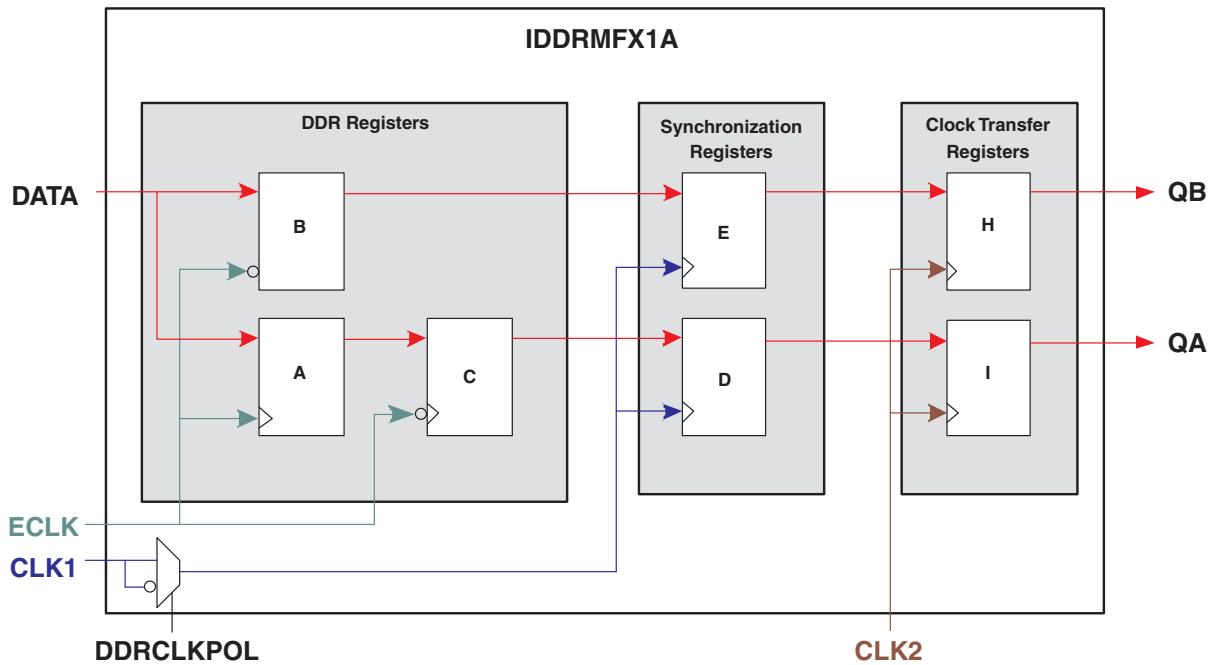 IDDRMFX1A
DDR Registers
Synchronization
Registers
Clock Transfer
Registers
DATA
B
E
H
QB
A
C
D
I
QA
ECLK
CLK1
DDRCLKPOL
CLK2